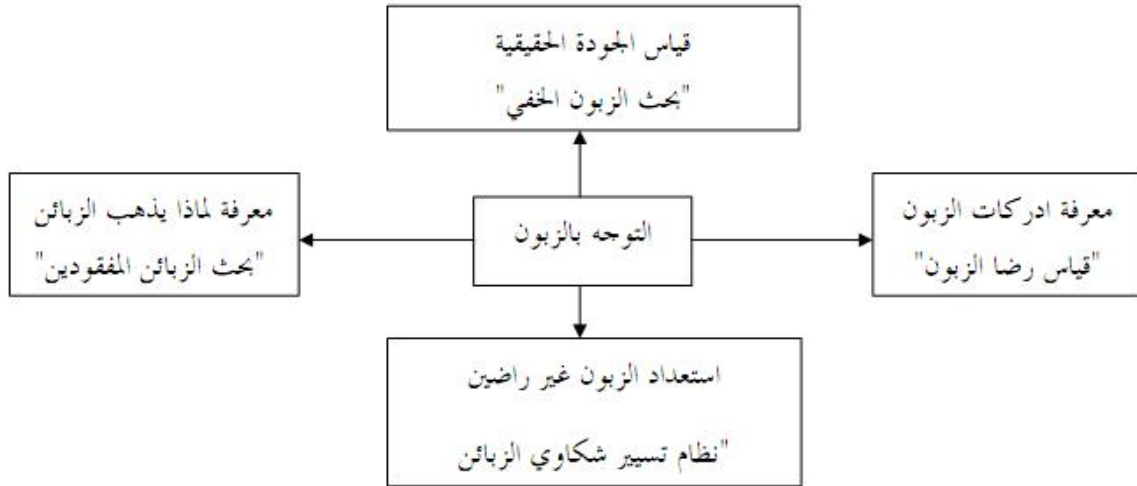 قياس الجودة الحقيقية
"بحث الزبون الخفي"
معرفة ادركات الزبون
"قياس رضا الزبون"
التوجه بالزبون
معرفة لماذا يذهب الزبائن
"بحث الزبائن المفقودين"
استعداد الزبون غير راضين
"نظام تسيير شكاوي الزبائن